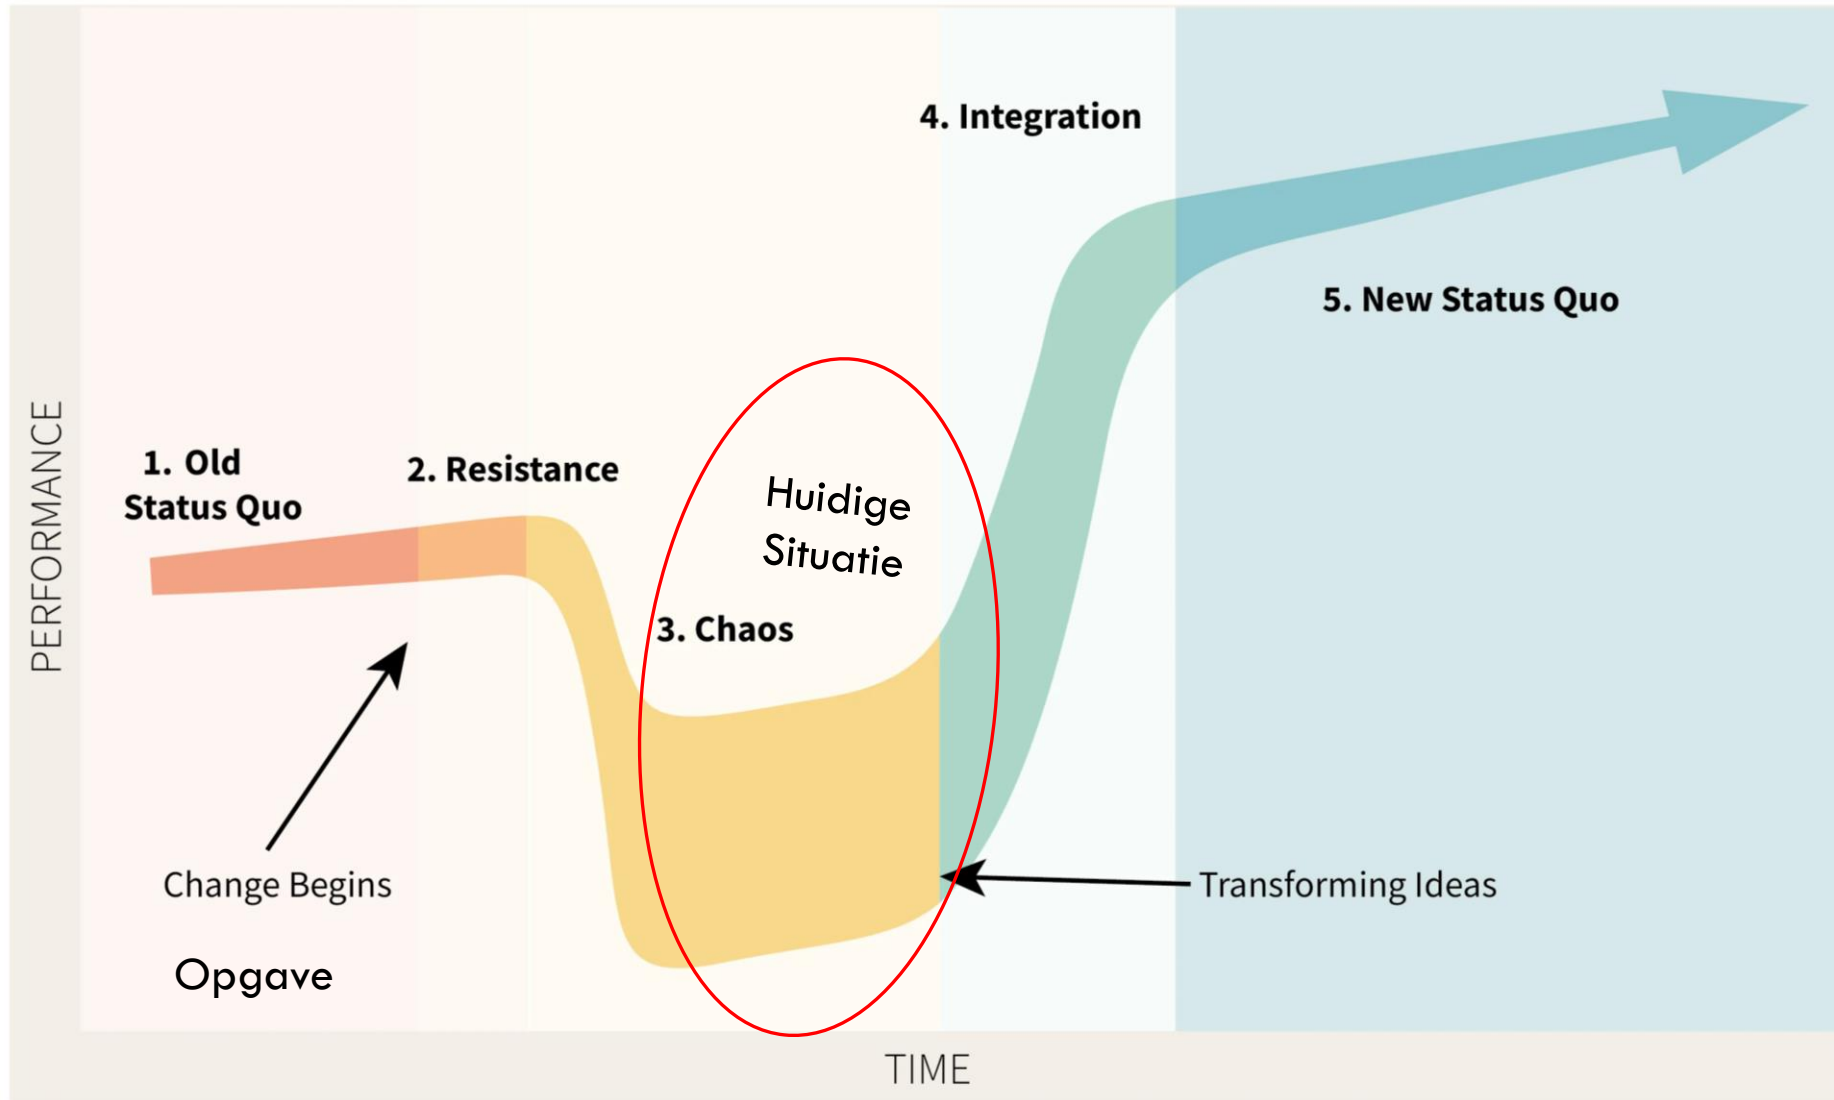 4. Integration
5. New Status Quo
1. Old
Status Quo
2. Resistance
Huidige
Situatie
3. Chaos
Change Begins
Transforming Ideas
Opgave
PERFORMANCE
TIME